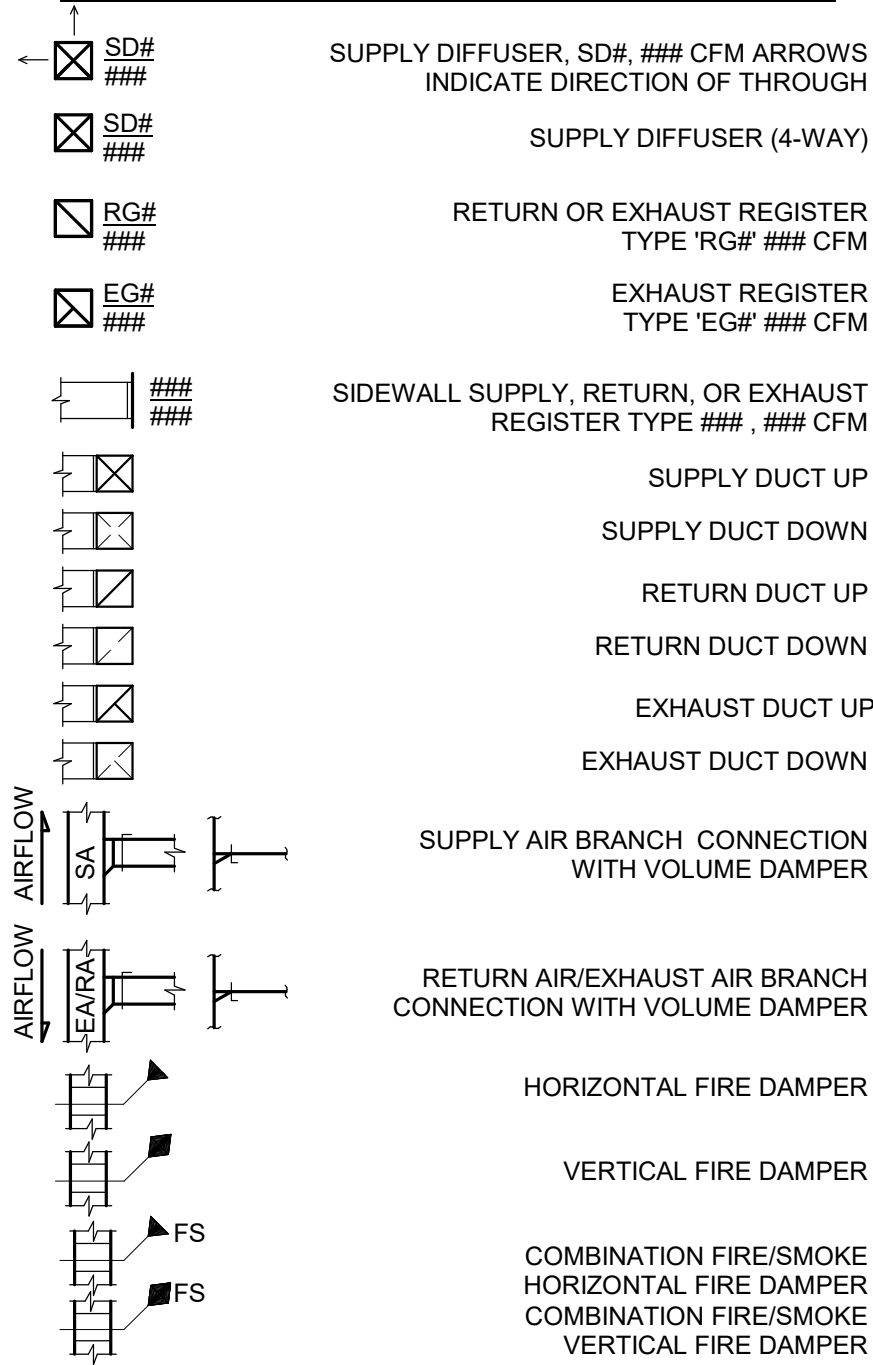 SD#
###
SUPPLY DIFFUSER, SD#, ### CFM ARROWS
INDICATE DIRECTION OF THROUGH
SD#
###
SUPPLY DIFFUSER (4-WAY)
RG#
###
RETURN OR EXHAUST REGISTER
TYPE 'RG#' ### CFM
EG#
###
EXHAUST REGISTER
TYPE 'EG#' ### CFM
###
###
SIDEWALL SUPPLY, RETURN, OR EXHAUST
REGISTER TYPE ### , ### CFM
SUPPLY DUCT UP
SUPPLY DUCT DOWN
RETURN DUCT UP
RETURN DUCT DOWN
EXHAUST DUCT UP
EXHAUST DUCT DOWN
AIRFLOW
SA
SUPPLY AIR BRANCH CONNECTION
WITH VOLUME DAMPER
AIRFLOW
EA/RA
RETURN AIR/EXHAUST AIR BRANCH
CONNECTION WITH VOLUME DAMPER
HORIZONTAL FIRE DAMPER
VERTICAL FIRE DAMPER
FS
COMBINATION FIRE/SMOKE
HORIZONTAL FIRE DAMPER
FS
COMBINATION FIRE/SMOKE
VERTICAL FIRE DAMPER